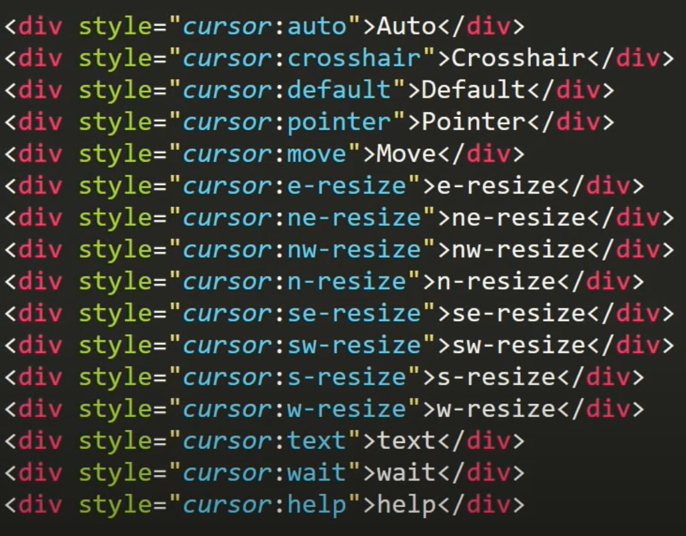 <div style="cursor:auto">Auto</div>
<div style="cursor:crosshair">Crosshair</div>
<div style="cursor:default">Default</div>
<div style="cursor:pointer">Pointer</div>
<div style="cursor:move">Move</div>
<div style="cursor:e-resize">e-resize</div>
<div style="cursor:ne-resize">ne-resize</div>
<div style="cursor:nw-resize">nw-resize</div>
<div style="cursor:n-resize">n-resize</div>
<div style="cursor:se-resize">se-resize</div>
<div style="cursor:sw-resize">sw-resize</div>
<div style="cursor:s-resize">s-resize</div>
<div style="cursor:w-resize">w-resize</div>
<div style="cursor:text">text</div>
<div style="cursor:wait">wait</div>
<div style="cursor:help">help</div>